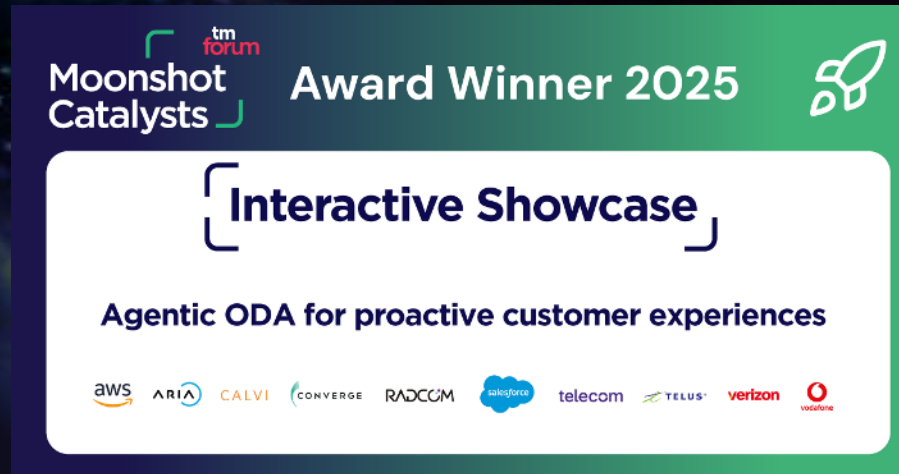 tm
forum
Moonshot
Catalysts
Award Winner 2025
Interactive Showcase
Agentic ODA for proactive customer experiences
aws ARIA CALVI CONVERGE RADCOM salesforce telecom TELUS verizon vodafone